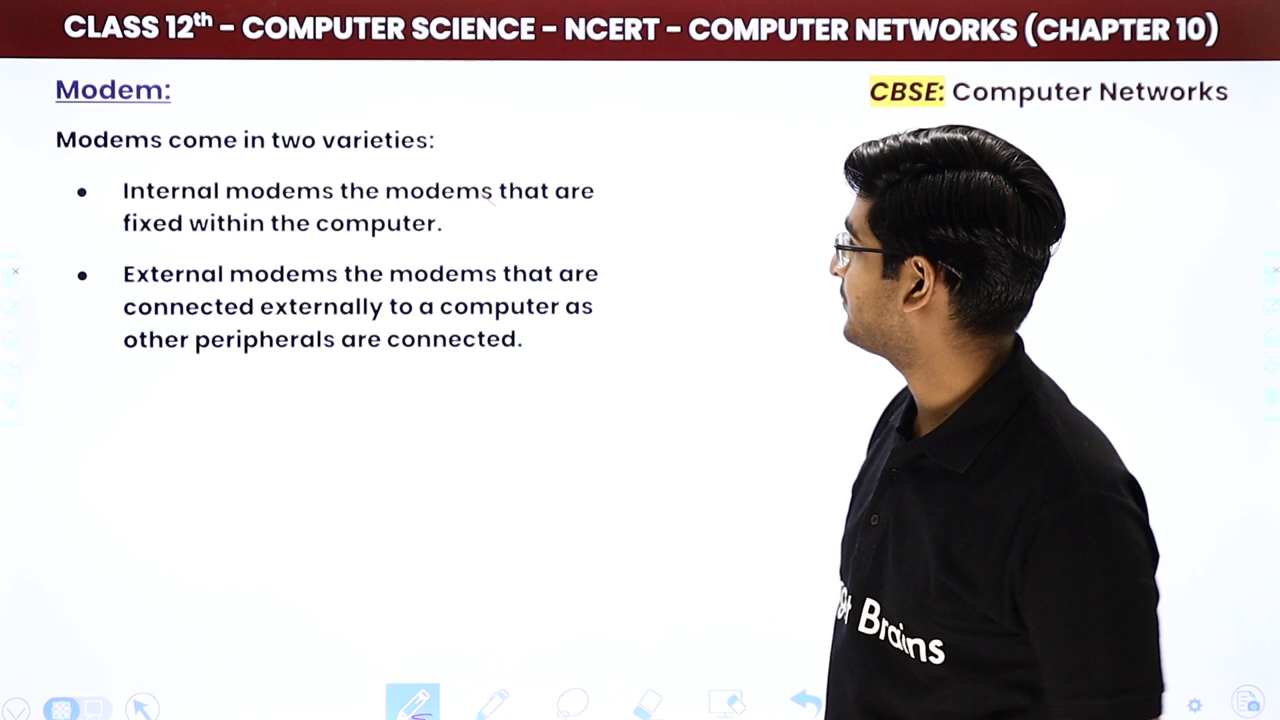 CLASS 12th - COMPUTER SCIENCE - NCERT - COMPUTER NETWORKS (CHAPTER 10)
Modem:
CBSE: Computer Networks
Modems come in two varieties:
• Internal modems the modems that are
fixed within the computer.
• External modems the modems that are
connected externally to a computer as
other peripherals are connected.
Brains